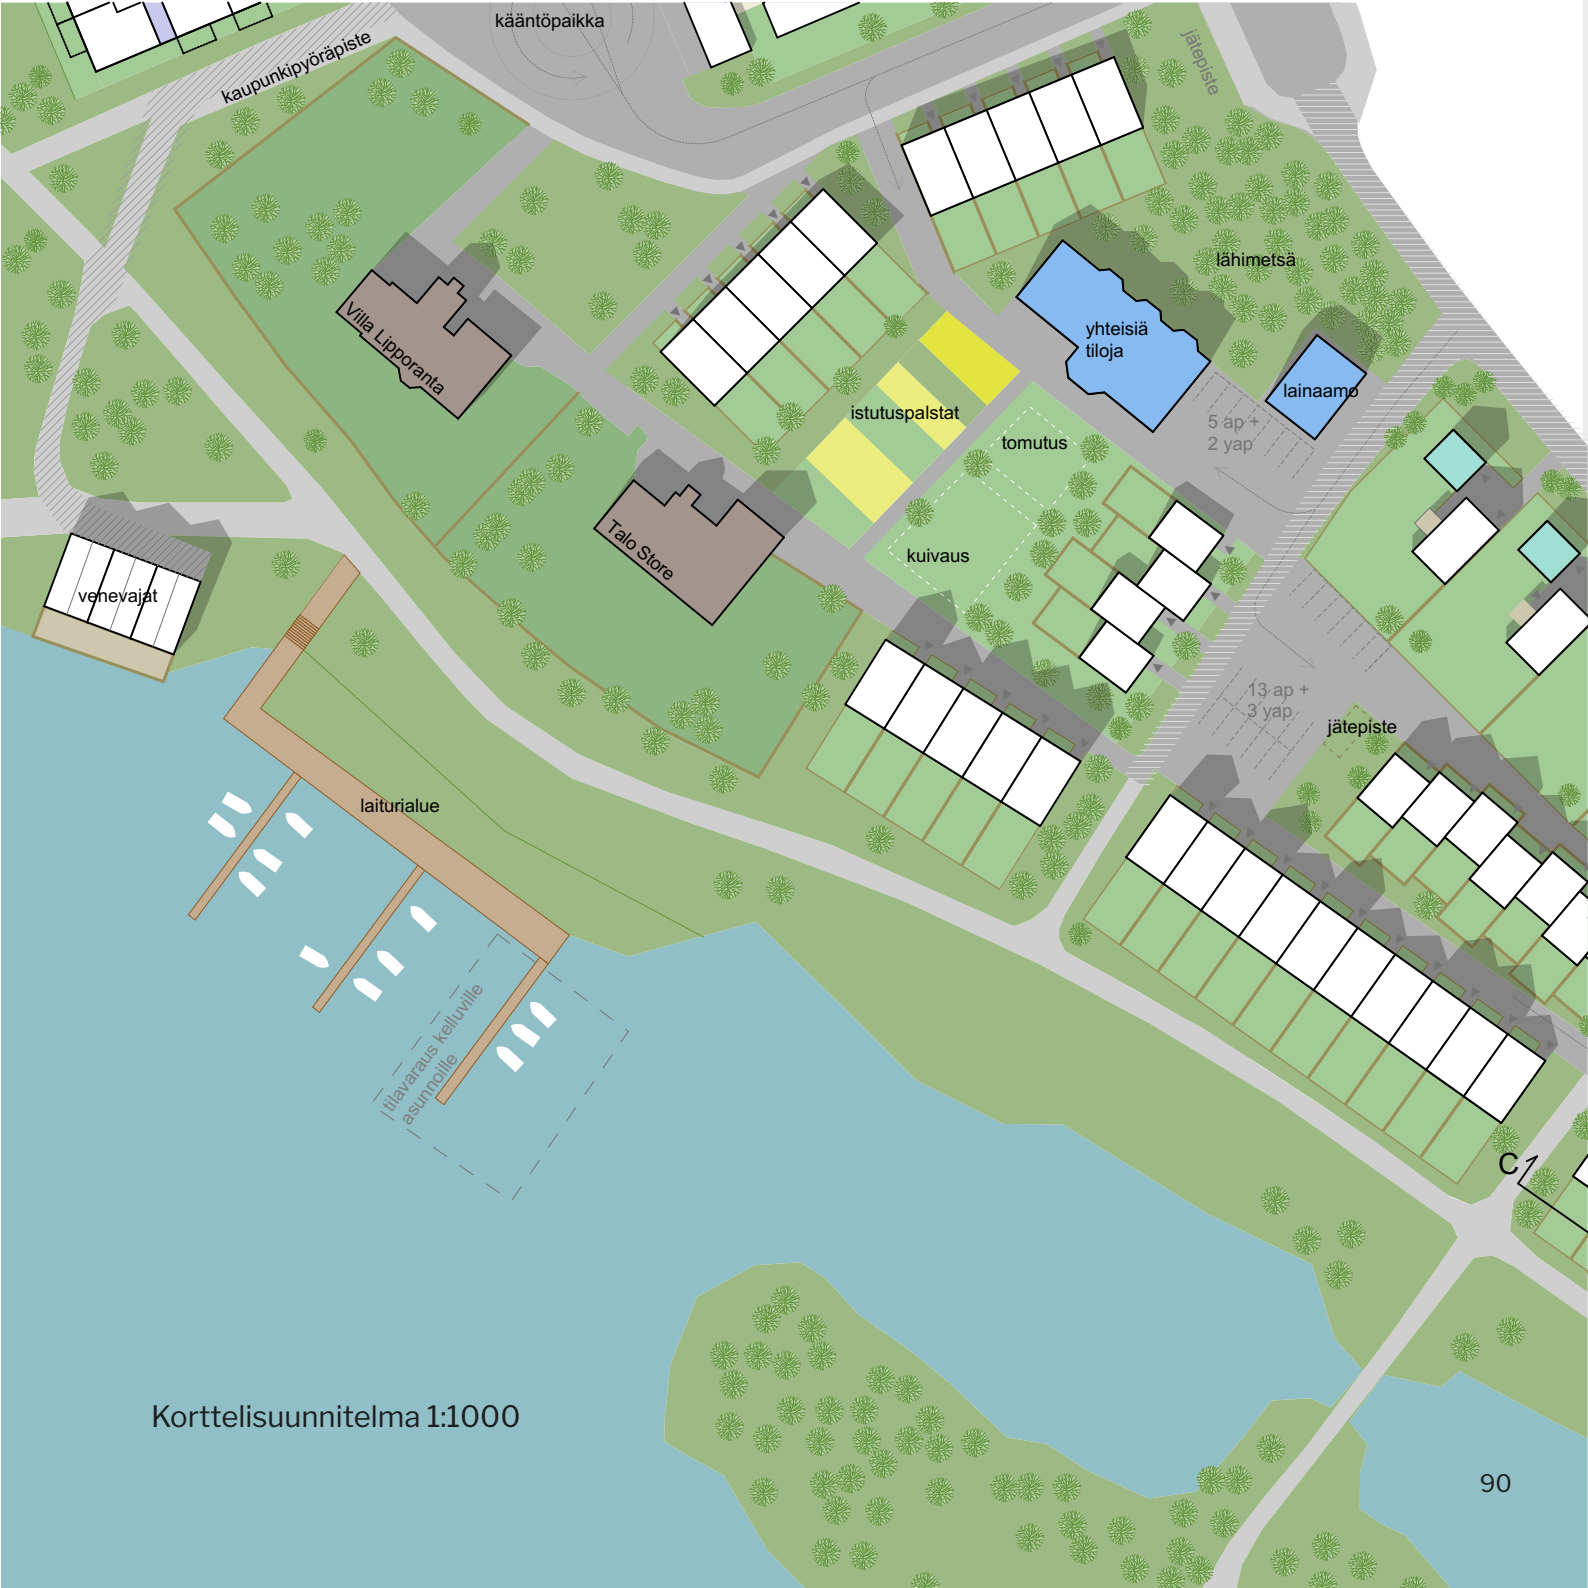 kääntöpaikka
kaupunkipyöräpiste
jätepiste
lähimetsä
Villa Lipporanta
yhteisiä
tiloja
lainaamo
istutuspalstat
5 ap +
2 yap
tomutus
Talo Store
kuivaus
venevajat
13 ap +
3 yap
jätepiste
laiturialue
tilavaraus kelluville
asunnoille
C
Korttelisuunnitelma 1:1000
90